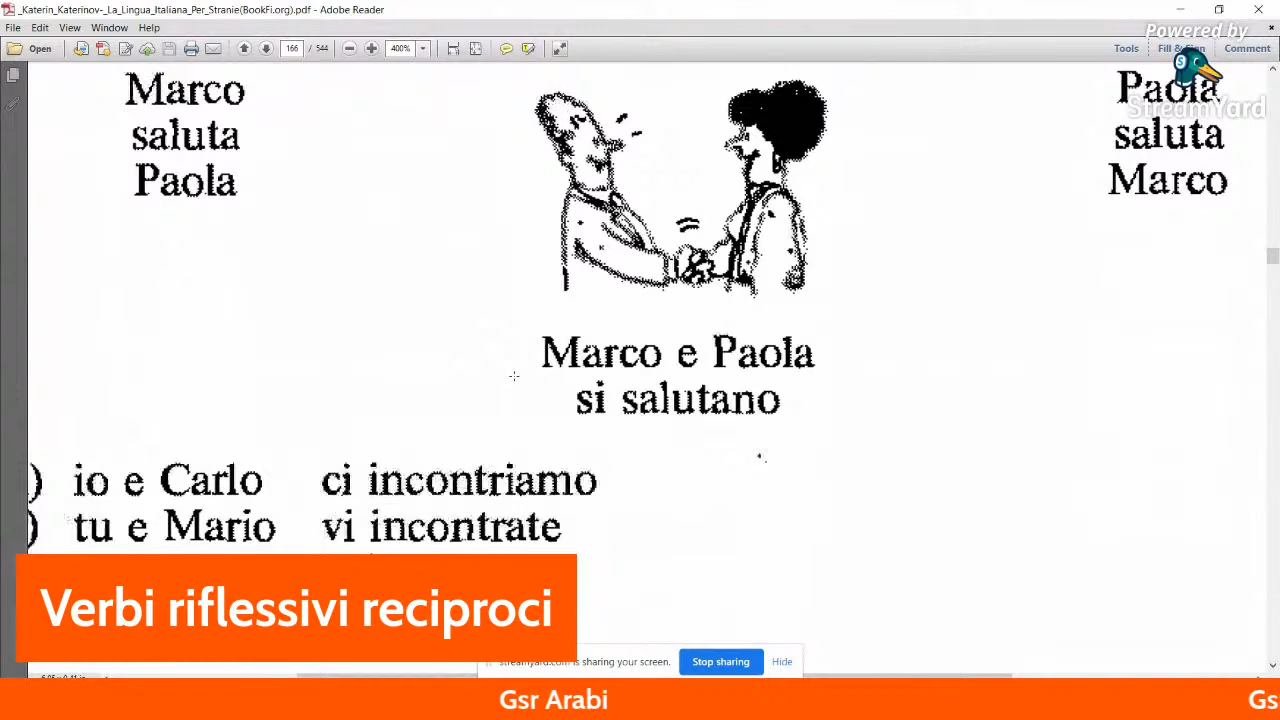 _Katerin_Katerinov-_La_Lingua_Italiana_Per_Stranie(BookFi.org).pdf - Adobe Reader
File Edit View Window Help
Powered by
Open 166 / 544 400% Tools Fill & Sign Comment
StreamYard
Marco
saluta
Paola
Paola
saluta
Marco
Marco e Paola
si salutano
) io e Carlo ci incontriamo
) tu e Mario vi incontrate
Verbi riflessivi reciproci
streamyard.com is sharing your screen. Stop sharing Hide
Gsr Arabi
Gs